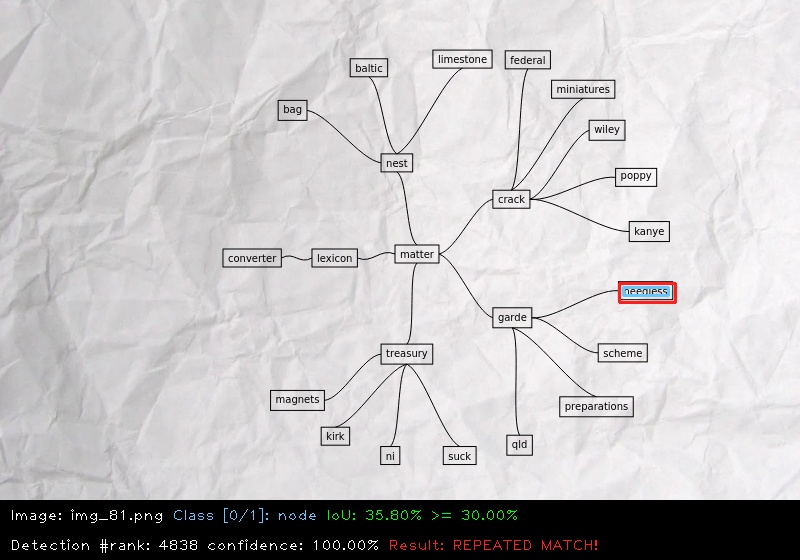 limestone
federal
baltic
miniatures
bag
wiley
nest
poppy
crack
kanye
matter
converter
lexicon
garde
treasury
scheme
magnets
preparations
kirk
qld
ni
suck
Image: img_81.png Class [0/1]: node IoU: 35.80% >= 30.00%
Detection #rank: 4838 confidence: 100.00% Result: REPEATED MATCH!